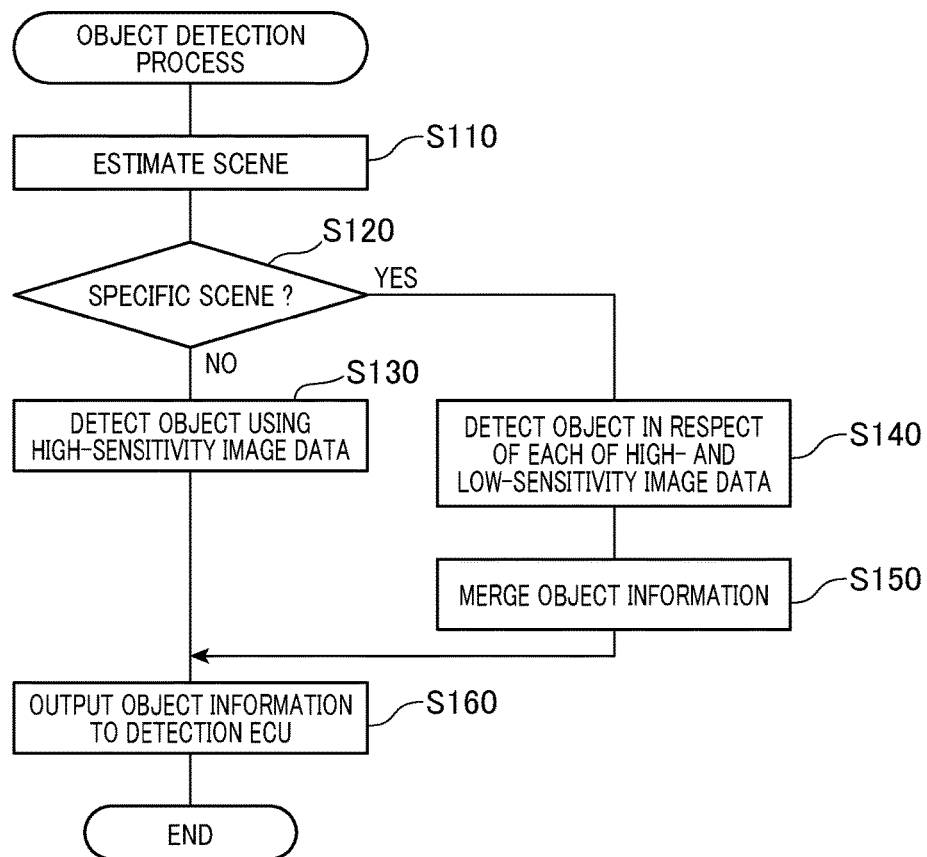 OBJECT DETECTION
PROCESS
S110
ESTIMATE SCENE
S120
SPECIFIC SCENE ?
YES
NO
S130
DETECT OBJECT USING
HIGH-SENSITIVITY IMAGE DATA
DETECT OBJECT IN RESPECT
OF EACH OF HIGH- AND
LOW-SENSITIVITY IMAGE DATA
S140
MERGE OBJECT INFORMATION
S150
OUTPUT OBJECT INFORMATION
TO DETECTION ECU
S160
END